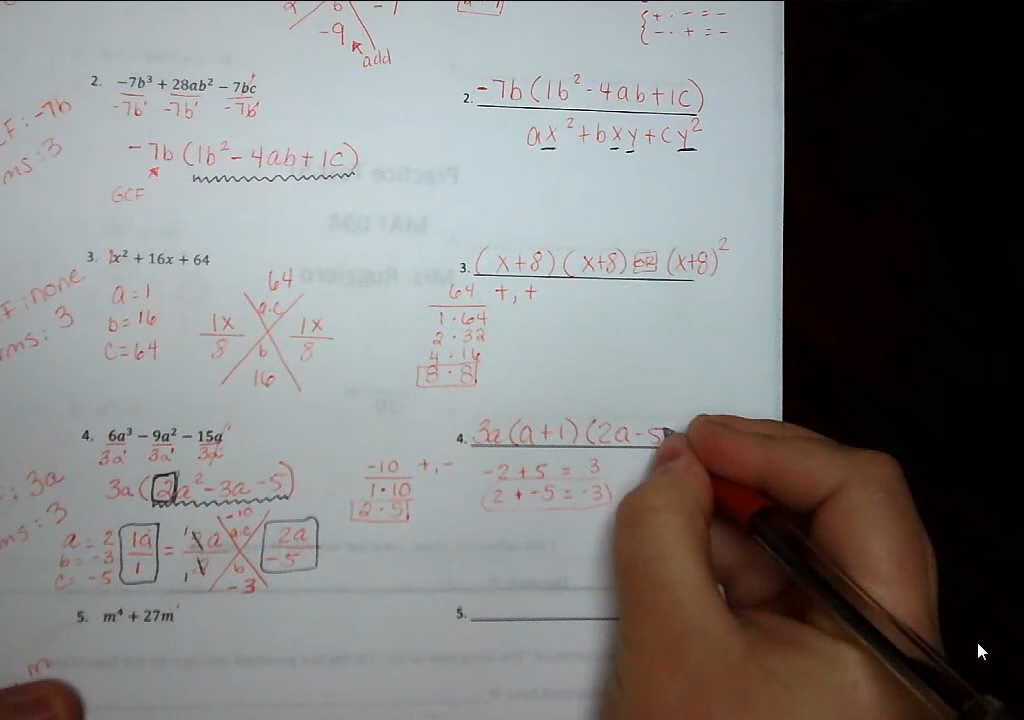 -9
add
{ + · - = -
- · + = -
2. -7b³ + 28ab² - 7bc
-7b -7b -7b
F: -7b
ms: 3
-7b (1b² - 4ab + 1c)
GCF
2. -7b (1b² - 4ab + 1c)
ax² + bxy + cy²
3. x² + 16x + 64
F: none
ms: 3
a = 1
b = 16
c = 64
64
a·c
1x 1x
8 8
b
16
3. (x+8)(x+8) OR (x+8)²
64 +, +
1 · 64
2 · 32
4 · 16
8 · 8
4. 6a³ - 9a² - 15a
3a 3a 3a
: 3a
ms: 3
3a (2a² - 3a - 5)
a = 2
b = -3
c = -5
1a = 2a 2a
1 2 -5
-10
a·c
b
-3
4. 3a (a + 1) (2a - 5
-10 +, -
1 · 10
2 · 5
-2 + 5 = 3
(2 + -5 = -3)
5. m⁴ + 27m
m
5.